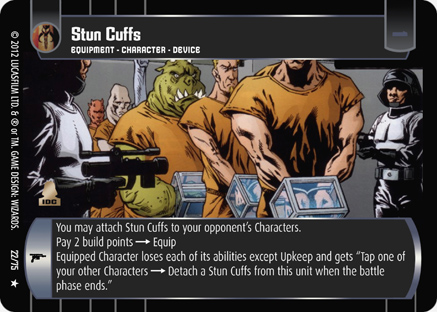 Stun Cuffs
EQUIPMENT • CHARACTER • DEVICE
IDC
You may attach Stun Cuffs to your opponent's Characters.
Pay 2 build points → Equip
Equipped Character loses each of its abilities except Upkeep and gets “Tap one of
your other Characters → Detach a Stun Cuffs from this unit when the battle
phase ends.”
© 2012 LUCASFILM LTD. & ® OR TM. GAME DESIGN: WIZARDS.
22/75